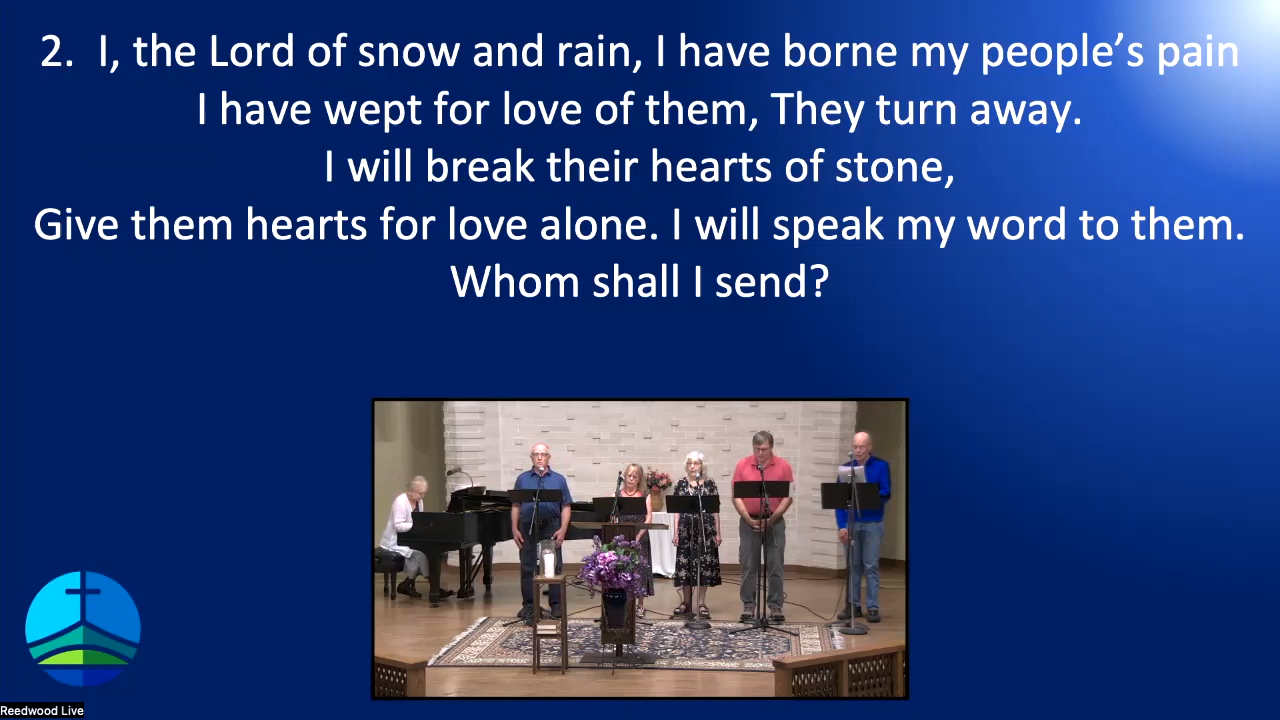 2.  I, the Lord of snow and rain, I have borne my people’s pain
I have wept for love of them, They turn away.
I will break their hearts of stone,
Give them hearts for love alone. I will speak my word to them.
Whom shall I send?
Reedwood Live